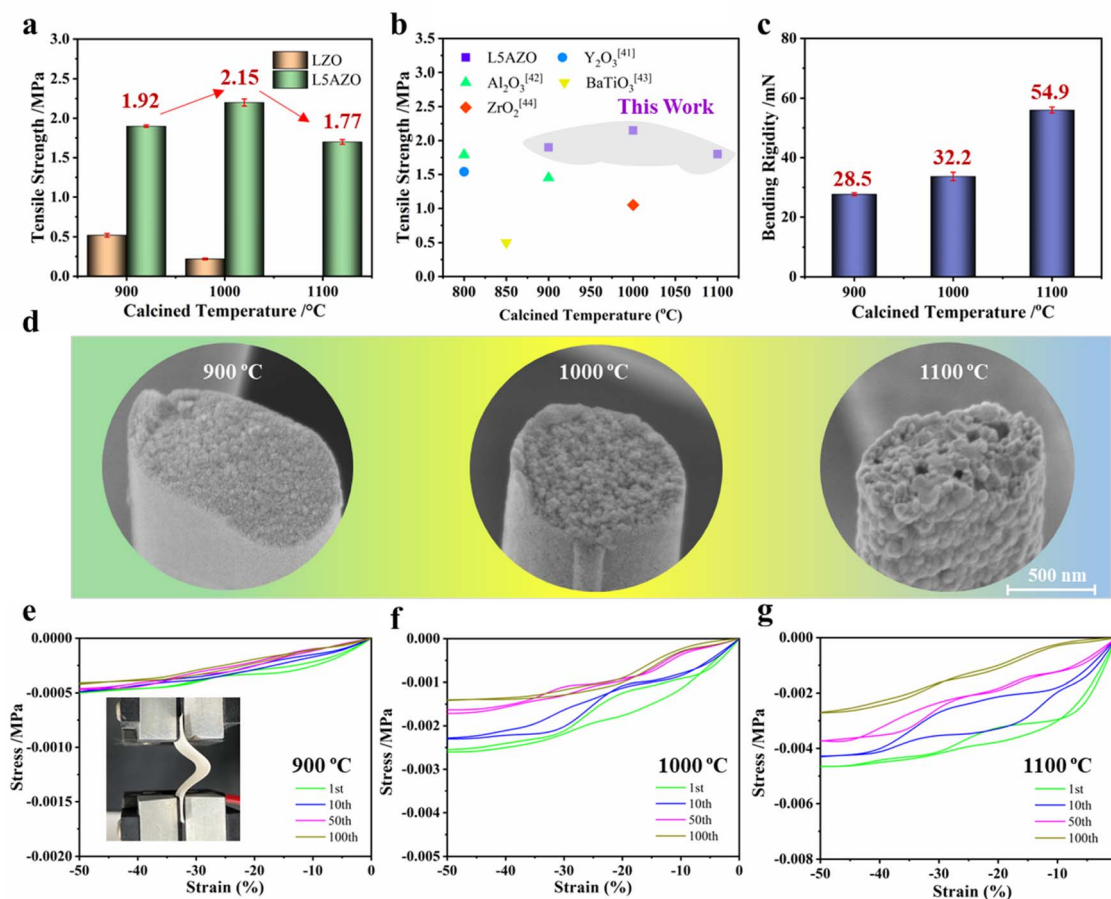 a
Tensile Strength /MPa
3.0
2.5
2.0
1.5
1.0
0.5
0.0
LZO
L5AZO
1.92
2.15
1.77
900
1000
1100
Calcined Temperature /°C
b
Tensile Strength /MPa
3.0
2.5
2.0
1.5
1.0
0.5
0.0
L5AZO
Y2O3[41]
Al2O3[42]
BaTiO3[43]
ZrO2[44]
This Work
800
850
900
950
1000
1050
1100
Calcined Temperature (°C)
c
Bending Rigidity /mN
80
60
40
20
0
28.5
32.2
54.9
900
1000
1100
Calcined Temperature /°C
d
900 °C
1000 °C
1100 °C
500 nm
e
Stress /MPa
0.0000
-0.0005
-0.0010
-0.0015
-0.0020
900 °C
1st
10th
50th
100th
-50
-40
-30
-20
-10
0
Strain (%)
f
Stress /MPa
0.000
-0.001
-0.002
-0.003
-0.004
-0.005
1000 °C
1st
10th
50th
100th
-50
-40
-30
-20
-10
0
Strain (%)
g
Stress /MPa
0.000
-0.002
-0.004
-0.006
-0.008
1100 °C
1st
10th
50th
100th
-50
-40
-30
-20
-10
Strain (%)